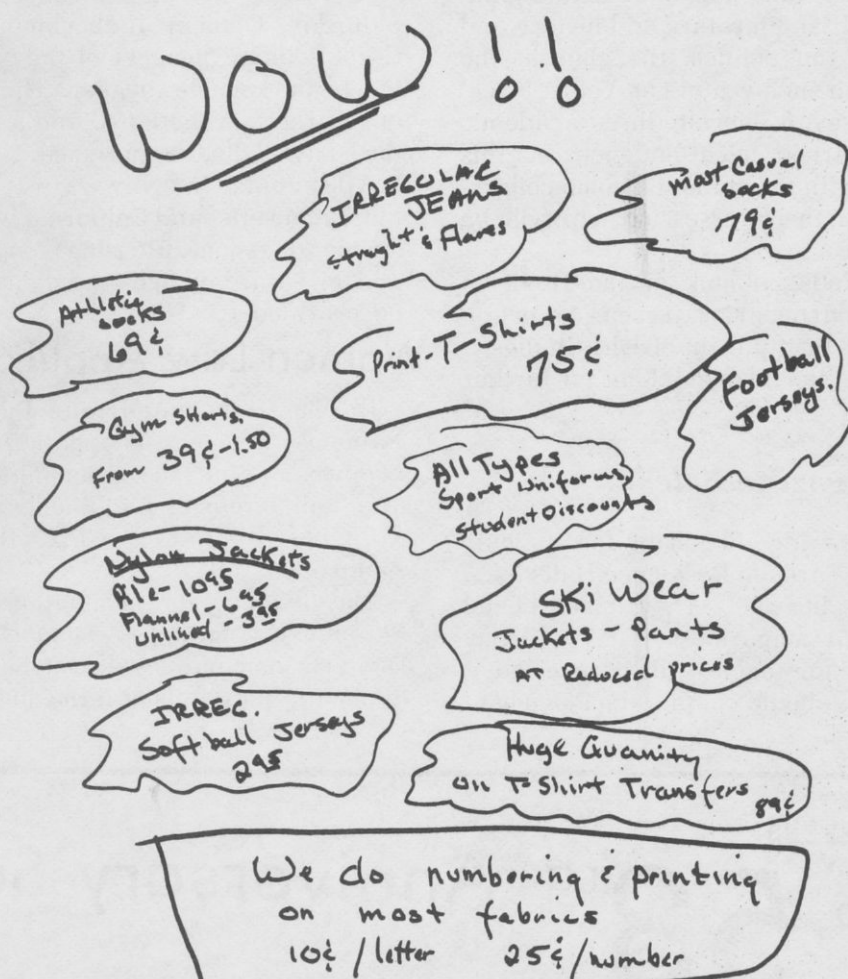 WOW!!
IRREGULAR
JEANS
straght & Flares
most Casual
socks
79¢
Athletic
socks
69¢
Print-T-Shirts
75¢
Football
Jerseys.
Gym Shorts.
From 39¢-1.50
All Types
Sport Uniforms,
Student Discounts
Nylon Jackets
Pile-1095
Flannel-695
Unlined-395
Ski Wear
Jackets-Pants
AT Reduced prices
IRREG.
Softball Jerseys
295
Huge Quanity
on T-Shirt Transfers
89¢
We do numbering & printing
on most fabrics
10¢/letter 25¢/number